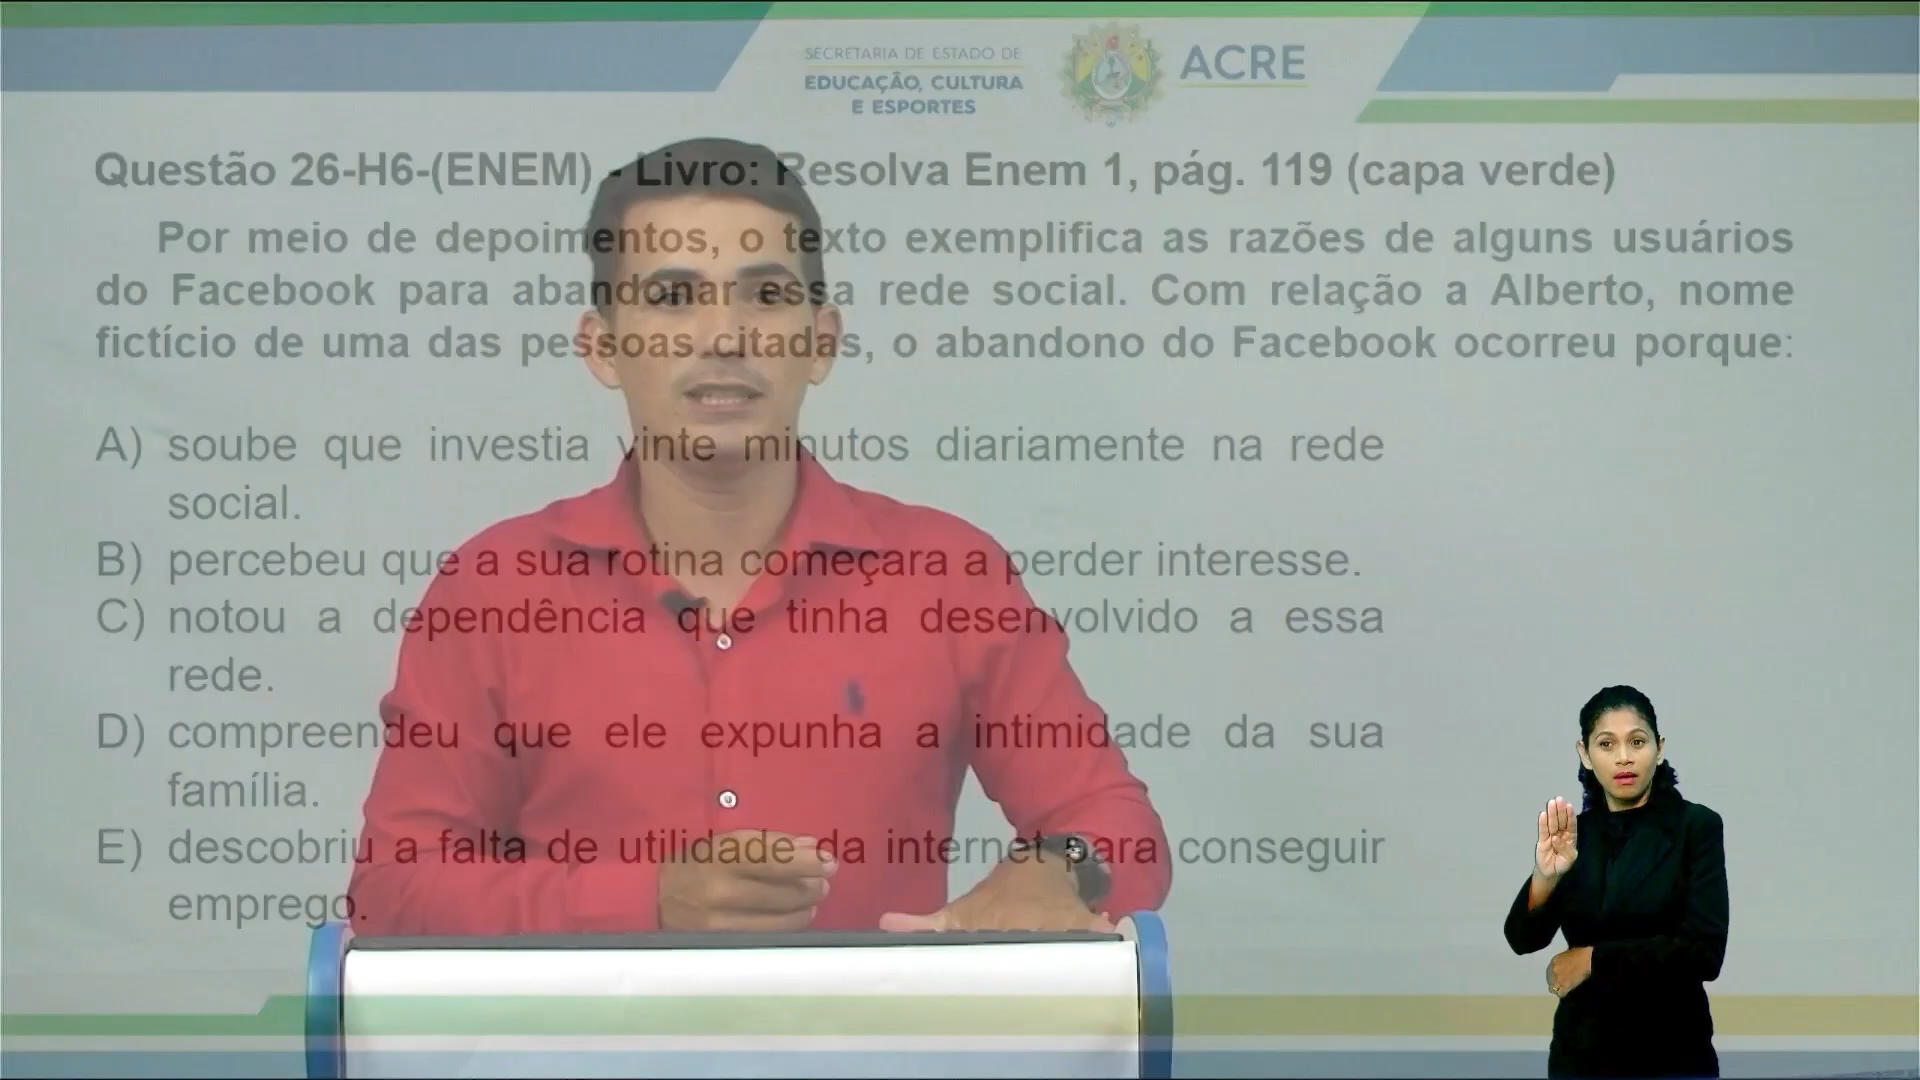 SECRETARIA DE ESTADO DE
EDUCAÇÃO, CULTURA
E ESPORTES
ACRE
Questão 26-H6-(ENEM) - Livro: Resolva Enem 1, pág. 119 (capa verde)
Por meio de depoimentos, o texto exemplifica as razões de alguns usuários
do Facebook para abandonar essa rede social. Com relação a Alberto, nome
fictício de uma das pessoas citadas, o abandono do Facebook ocorreu porque:
A) soube que investia vinte minutos diariamente na rede
social.
B) percebeu que a sua rotina começara a perder interesse.
C) notou a dependência que tinha desenvolvido a essa
rede.
D) compreendeu que ele expunha a intimidade da sua
família.
E) descobriu a falta de utilidade da internet para conseguir
emprego.